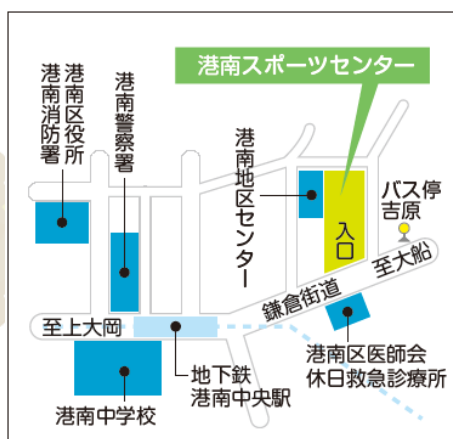 港南スポーツセンター
港南区役所
港南消防署
港南警察署
港南地区センター
バス停
吉原
入口
至大船
鎌倉街道
至上大岡
地下鉄
港南中央駅
港南区医師会
休日救急診療所
港南中学校